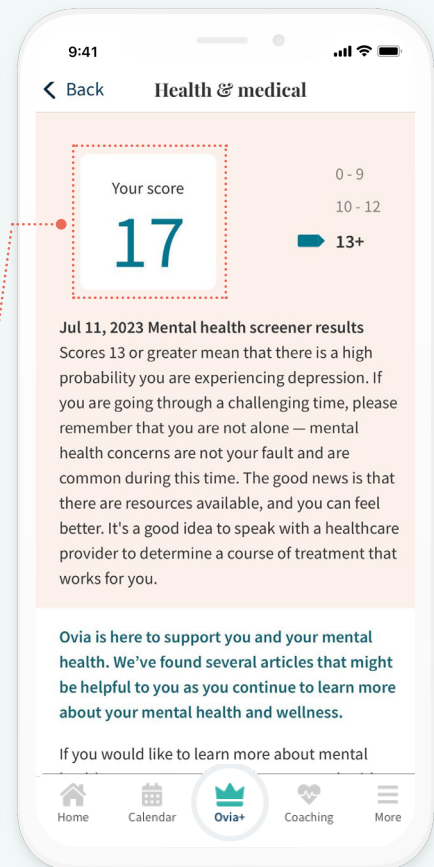 9:41
Back Health & medical
Your score
17
0 - 9
10 - 12
13+
Jul 11, 2023 Mental health screener results
Scores 13 or greater mean that there is a high
probability you are experiencing depression. If
you are going through a challenging time, please
remember that you are not alone — mental
health concerns are not your fault and are
common during this time. The good news is that
there are resources available, and you can feel
better. It's a good idea to speak with a healthcare
provider to determine a course of treatment that
works for you.
Ovia is here to support you and your mental
health. We’ve found several articles that might
be helpful to you as you continue to learn more
about your mental health and wellness.
If you would like to learn more about mental
Home Calendar Ovia+ Coaching More